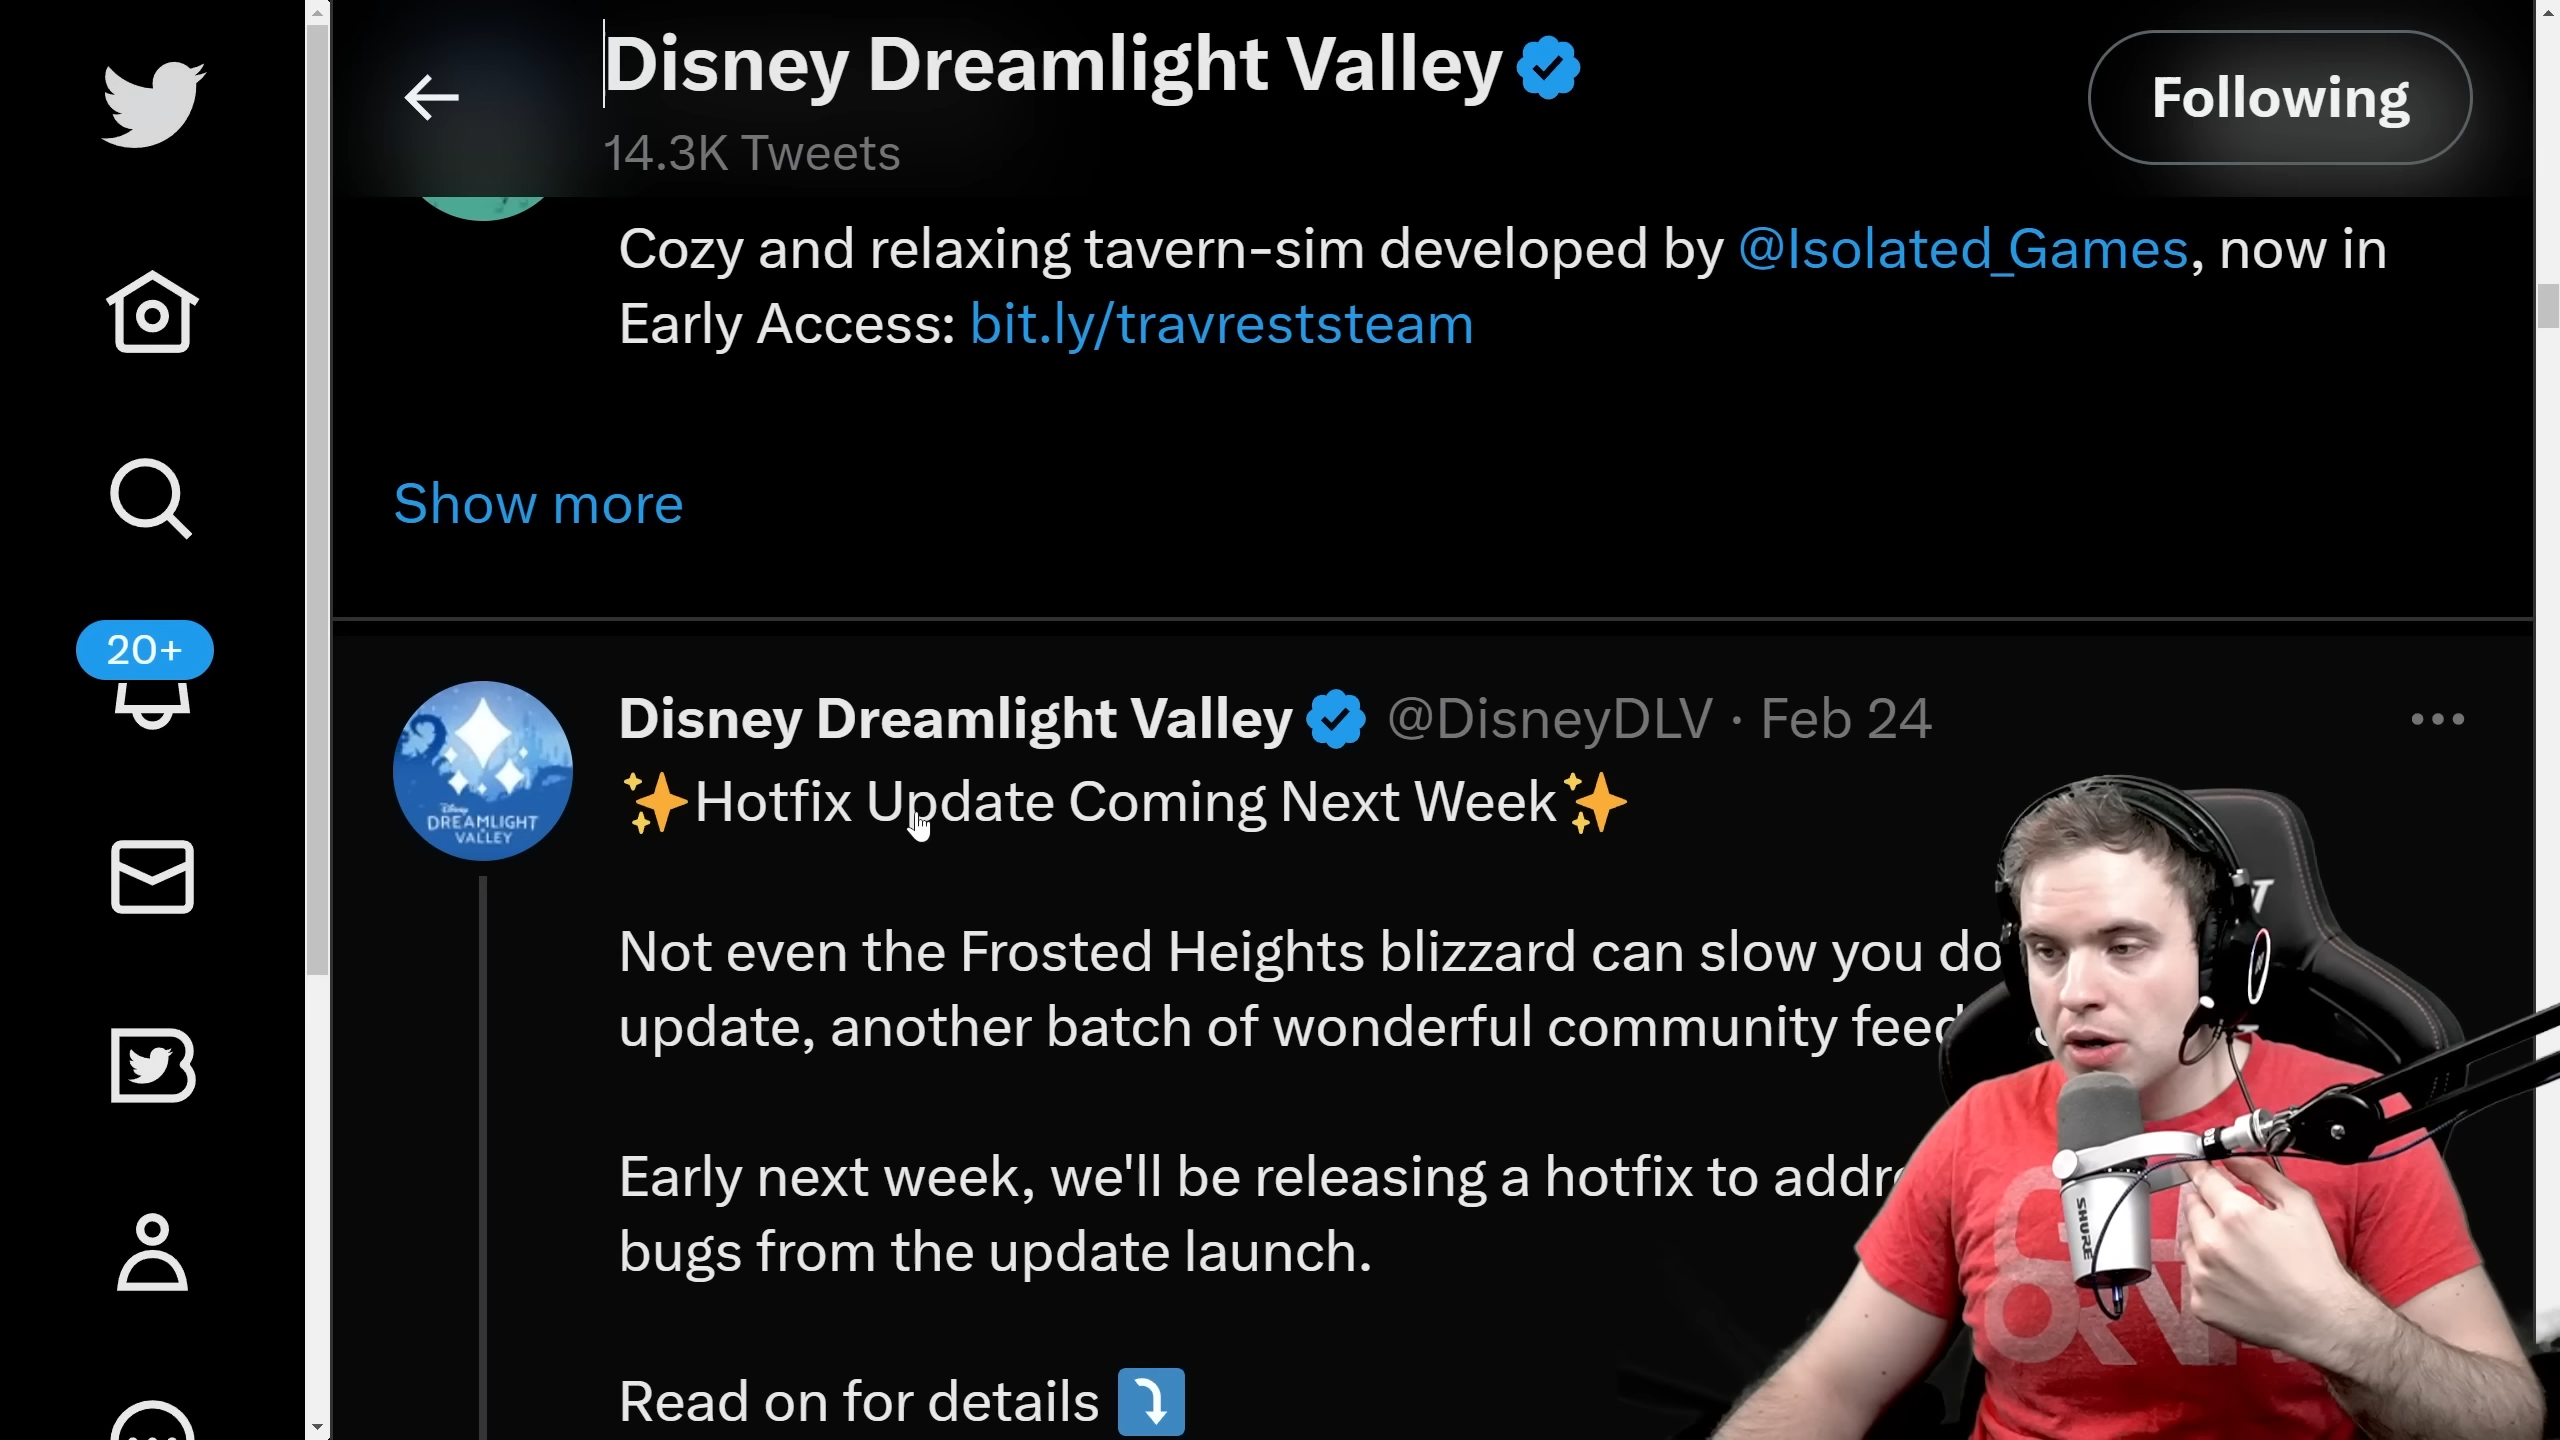 Disney Dreamlight Valley
Following
14.3K Tweets
Cozy and relaxing tavern-sim developed by @Isolated_Games, now in
Early Access: bit.ly/travreststeam
Show more
20+
Disney Dreamlight Valley @DisneyDLV · Feb 24
✨Hotfix Update Coming Next Week✨
Disney
DREAMLIGHT
VALLEY
Not even the Frosted Heights blizzard can slow you
update, another batch of wonderful community
Early next week, we'll be releasing a hotfix to
bugs from the update launch.
Read on for details ⤵️
SHURE